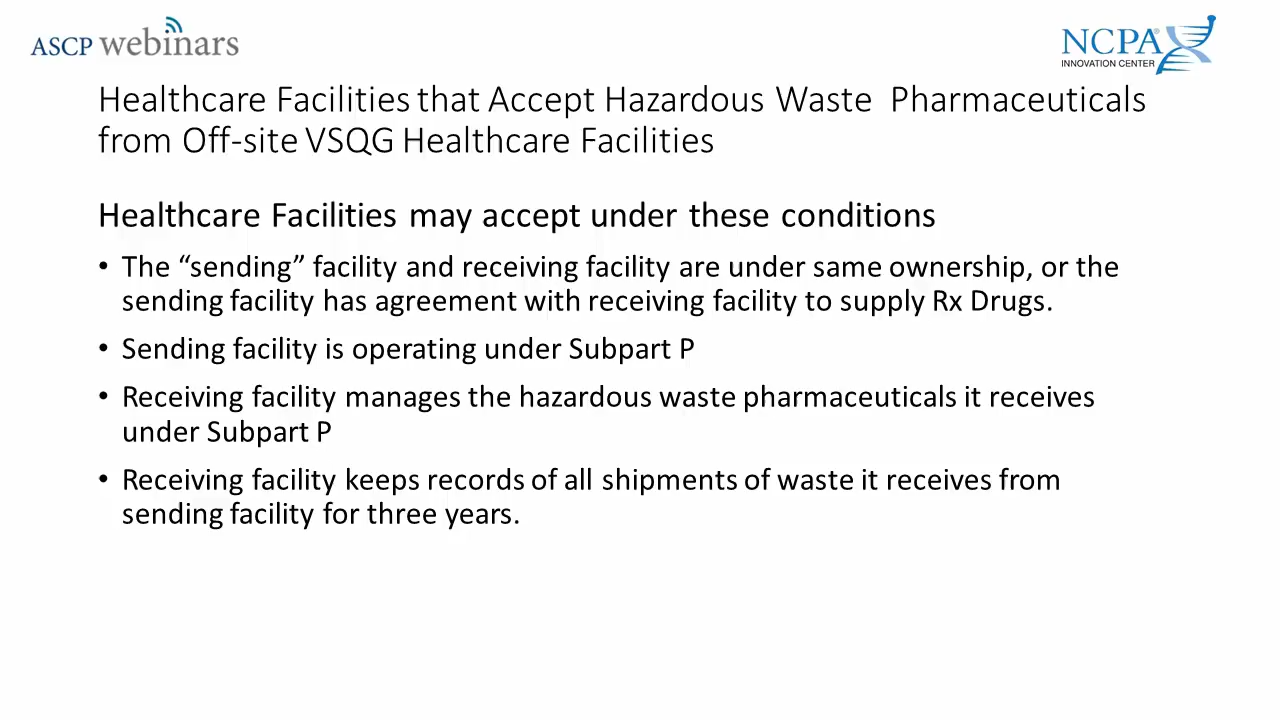 ASCP webinars
NCPA®
INNOVATION CENTER
Healthcare Facilities that Accept Hazardous Waste Pharmaceuticals
from Off-site VSQG Healthcare Facilities
Healthcare Facilities may accept under these conditions
• The “sending” facility and receiving facility are under same ownership, or the
sending facility has agreement with receiving facility to supply Rx Drugs.
• Sending facility is operating under Subpart P
• Receiving facility manages the hazardous waste pharmaceuticals it receives
under Subpart P
• Receiving facility keeps records of all shipments of waste it receives from
sending facility for three years.